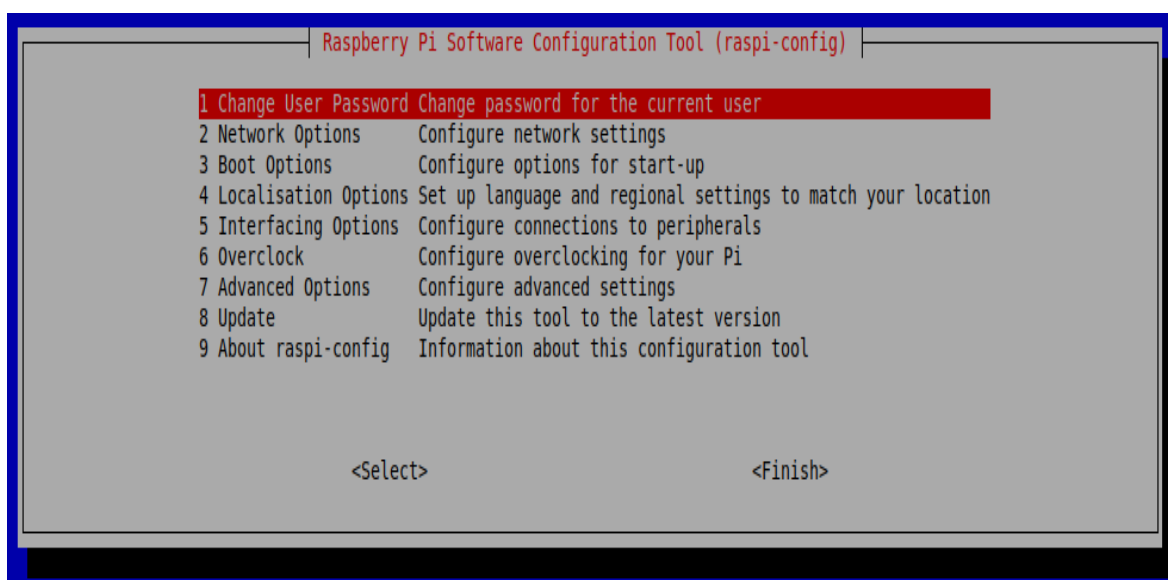 Raspberry Pi Software Configuration Tool (raspi-config)
1 Change User Password Change password for the current user
2 Network Options Configure network settings
3 Boot Options Configure options for start-up
4 Localisation Options Set up language and regional settings to match your location
5 Interfacing Options Configure connections to peripherals
6 Overclock Configure overclocking for your Pi
7 Advanced Options Configure advanced settings
8 Update Update this tool to the latest version
9 About raspi-config Information about this configuration tool
<Select> <Finish>